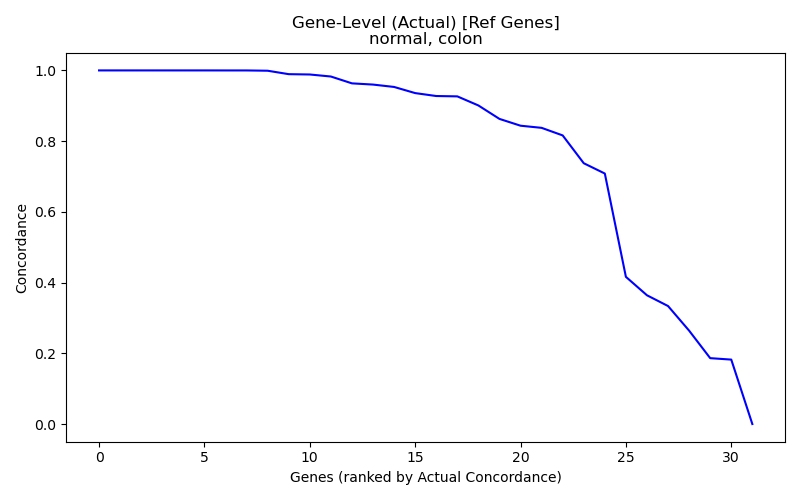 Gene-Level (Actual) [Ref Genes]
normal, colon
Concordance
1.0
0.8
0.6
0.4
0.2
0.0
0 5 10 15 20 25 30
Genes (ranked by Actual Concordance)